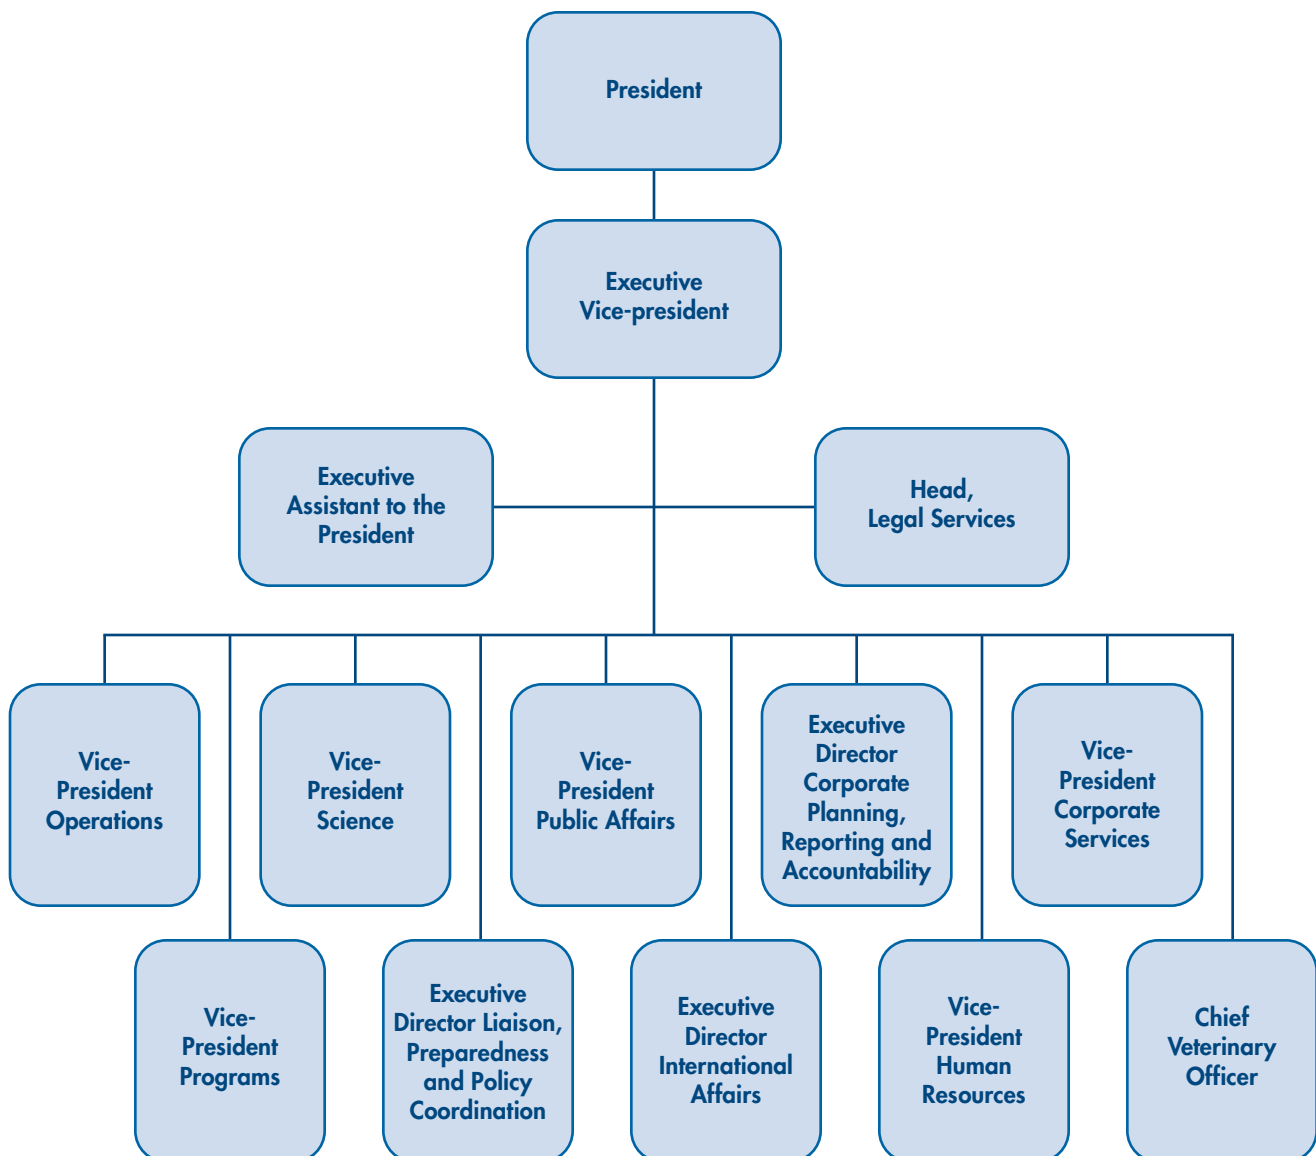 President
Executive
Vice-president
Executive
Assistant to the
President
Head,
Legal Services
Vice-
President
Operations
Vice-
President
Science
Vice-
President
Public Affairs
Executive
Director
Corporate
Planning,
Reporting and
Accountability
Vice-
President
Corporate
Services
Vice-
President
Programs
Executive
Director Liaison,
Preparedness
and Policy
Coordination
Executive
Director
International
Affairs
Vice-
President
Human
Resources
Chief
Veterinary
Officer